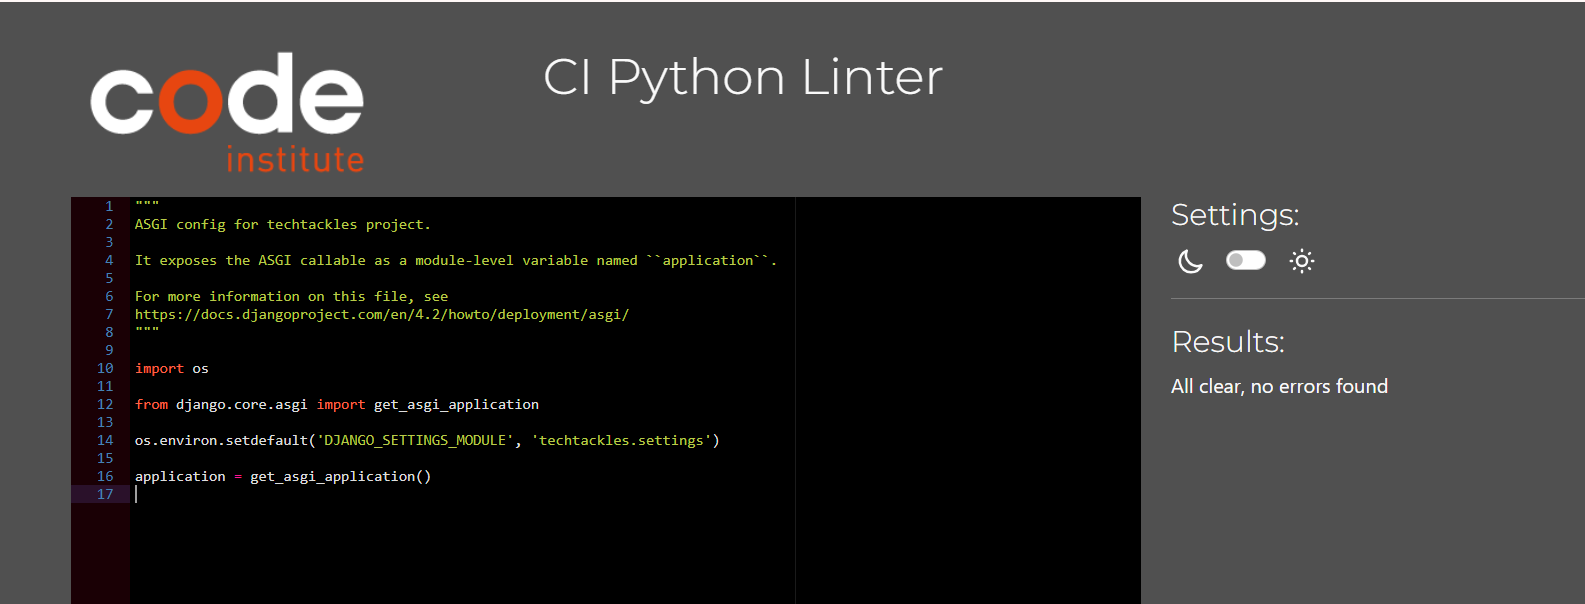 code
institute
CI Python Linter
1 """
2 ASGI config for techtackles project.
3
4 It exposes the ASGI callable as a module-level variable named ``application``.
5
6 For more information on this file, see
7 https://docs.djangoproject.com/en/4.2/howto/deployment/asgi/
8 """
9
10 import os
11
12 from django.core.asgi import get_asgi_application
13
14 os.environ.setdefault('DJANGO_SETTINGS_MODULE', 'techtackles.settings')
15
16 application = get_asgi_application()
17
Settings:
Results:
All clear, no errors found